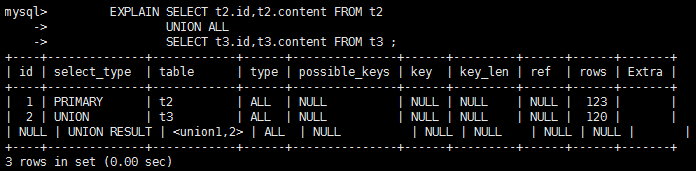 mysql>         EXPLAIN SELECT t2.id,t2.content FROM t2
    ->         UNION ALL
    ->         SELECT t3.id,t3.content FROM t3 ;
+----+--------------+------------+------+---------------+------+---------+------+------+-------+
| id | select_type  | table      | type | possible_keys | key  | key_len | ref  | rows | Extra |
+----+--------------+------------+------+---------------+------+---------+------+------+-------+
|  1 | PRIMARY      | t2         | ALL  | NULL          | NULL | NULL    | NULL |  123 |       |
|  2 | UNION        | t3         | ALL  | NULL          | NULL | NULL    | NULL |  120 |       |
| NULL | UNION RESULT | <union1,2> | ALL  | NULL          | NULL | NULL    | NULL | NULL |       |
+----+--------------+------------+------+---------------+------+---------+------+------+-------+
3 rows in set (0.00 sec)